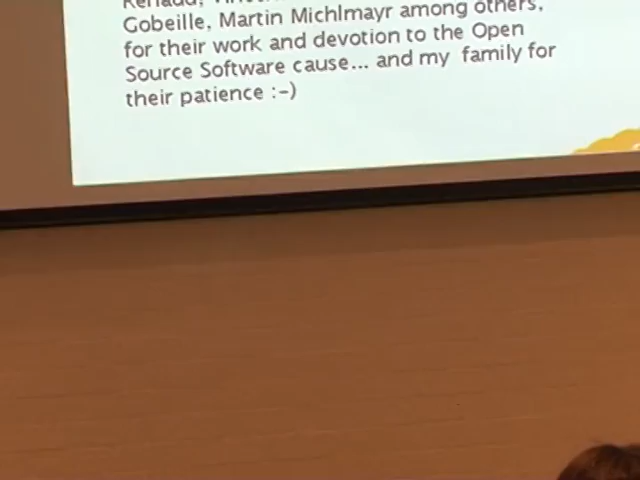 Gobeille, Martin Michlmayr among others,
for their work and devotion to the Open
Source Software cause... and my family for
their patience :-)